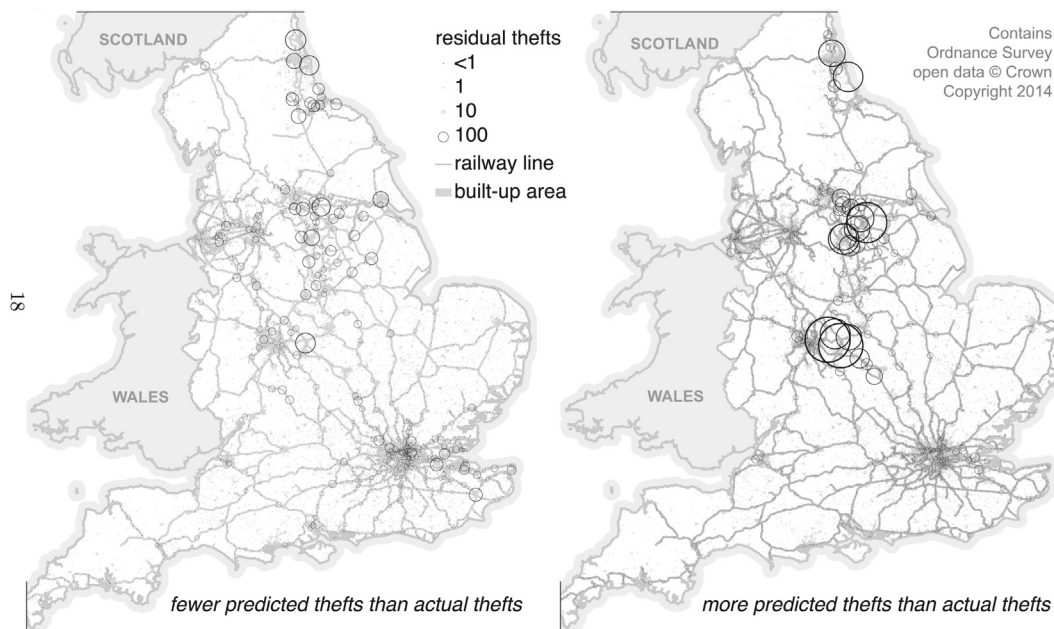 SCOTLAND
WALES
residual thefts
<1
1
10
100
railway line
built-up area
fewer predicted thefts than actual thefts
SCOTLAND
WALES
Contains
Ordnance Survey
open data © Crown
Copyright 2014
more predicted thefts than actual thefts
18